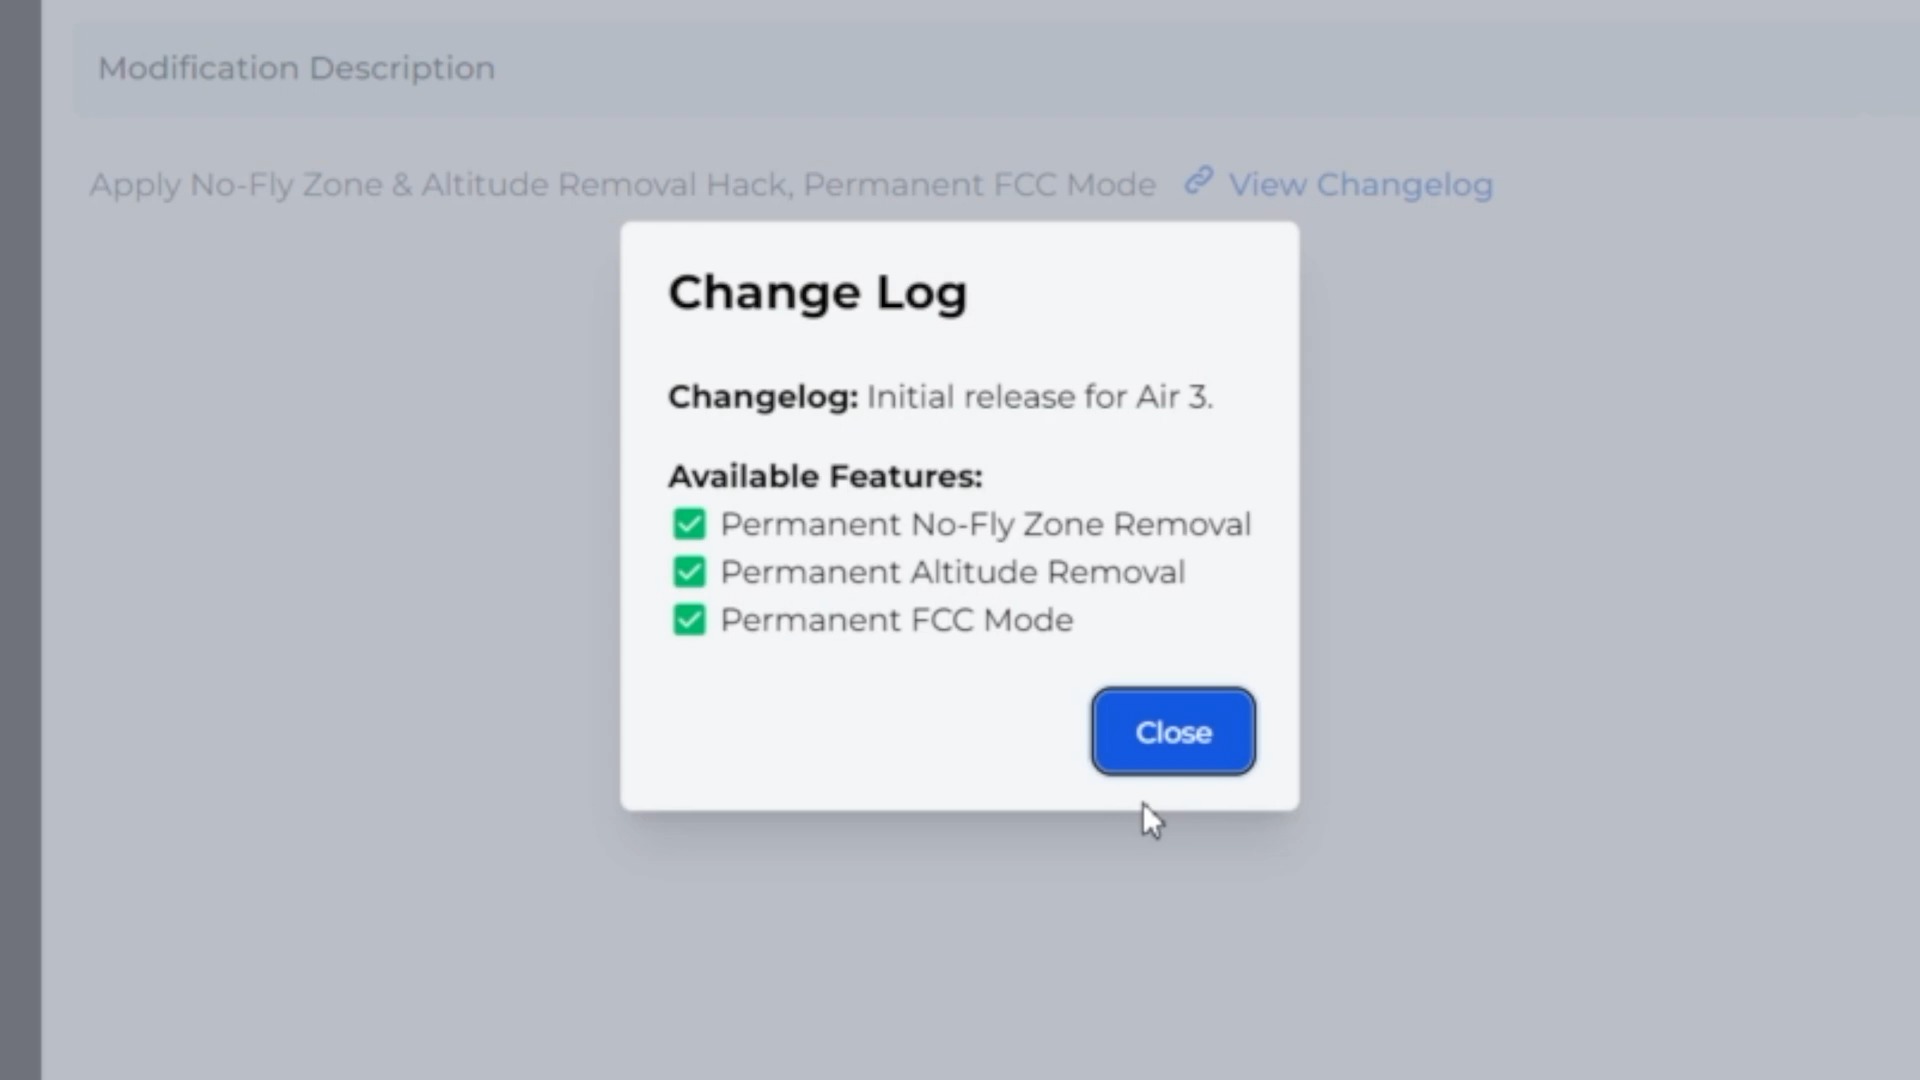 Modification Description
Apply No-Fly Zone & Altitude Removal Hack, Permanent FCC Mode View Changelog
Change Log
Changelog: Initial release for Air 3.
Available Features:
Permanent No-Fly Zone Removal
Permanent Altitude Removal
Permanent FCC Mode
Close